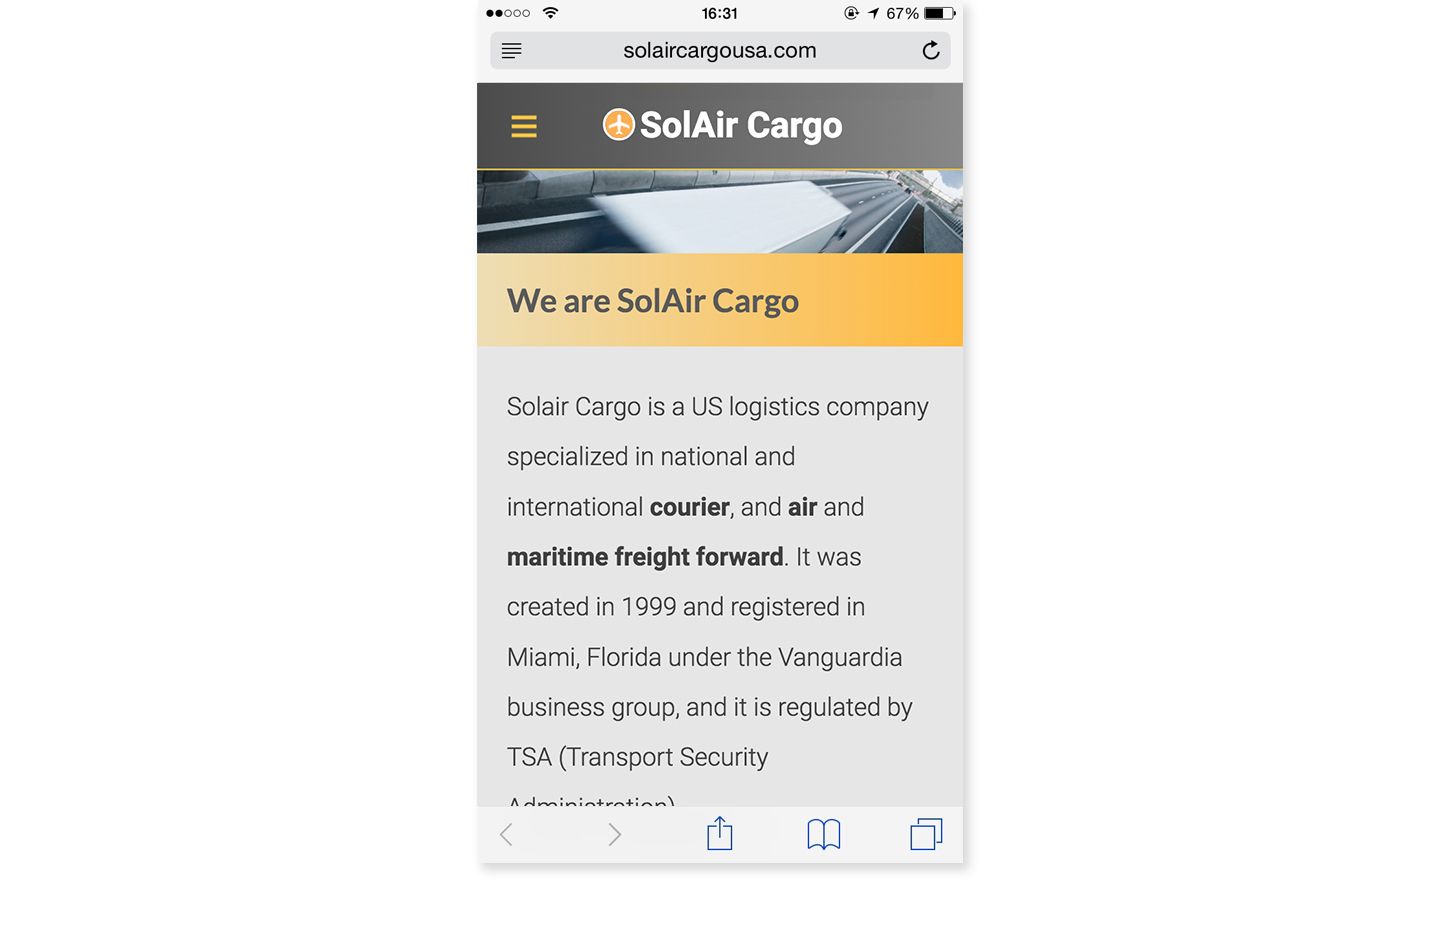 16:31
67%
solaircargousa.com
SolAir Cargo
We are SolAir Cargo
Solair Cargo is a US logistics company
specialized in national and
international courier, and air and
maritime freight forward. It was
created in 1999 and registered in
Miami, Florida under the Vanguardia
business group, and it is regulated by
TSA (Transport Security
Administration)